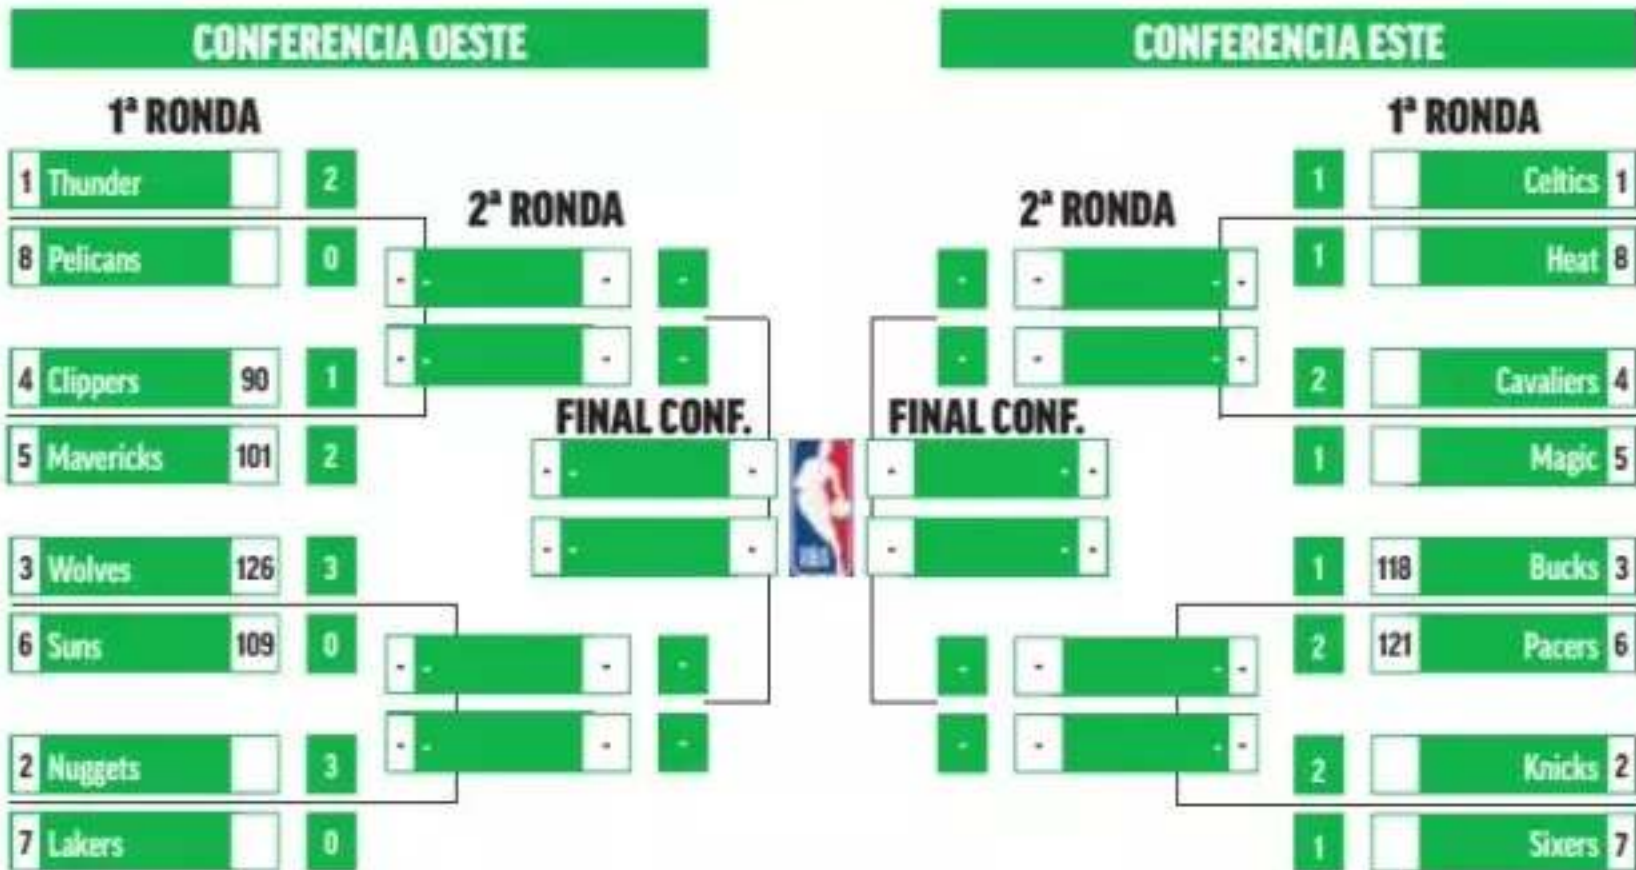 CONFERENCIA OESTE
1ª RONDA
1 Thunder 2
8 Pelicans 0
4 Clippers 90 1
5 Mavericks 101 2
3 Wolves 126 3
6 Suns 109 0
2 Nuggets 3
7 Lakers 0
2ª RONDA
- - - -
- - - -
- - - -
- - - -
FINAL CONF.
- - -
- - -
NBA
CONFERENCIA ESTE
1ª RONDA
1 Celtics 1
1 Heat 8
2 Cavaliers 4
1 Magic 5
1 118 Bucks 3
2 121 Pacers 6
2 Knicks 2
1 Sixers 7
2ª RONDA
- - - -
- - - -
- - - -
- - - -
FINAL CONF.
- - -
- - -